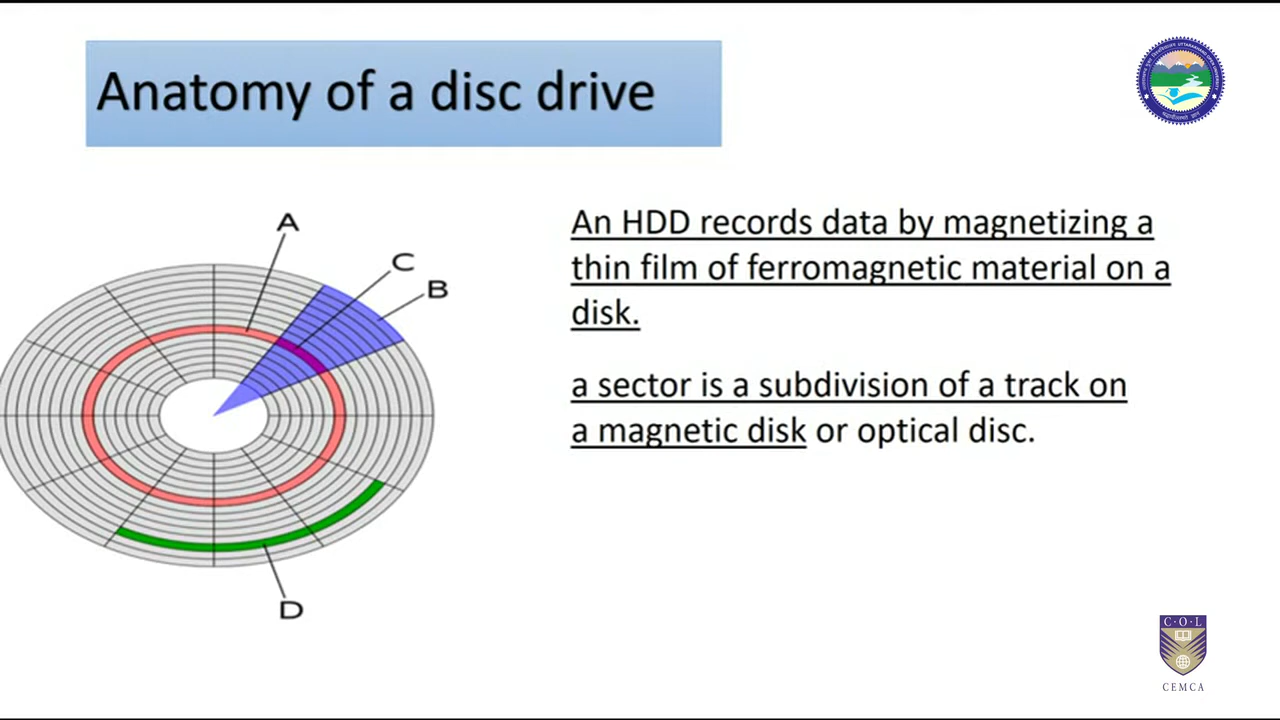 Anatomy of a disc drive
A
C
B
D
An HDD records data by magnetizing a
thin film of ferromagnetic material on a
disk.
a sector is a subdivision of a track on
a magnetic disk or optical disc.
C·O·L
CEMCA